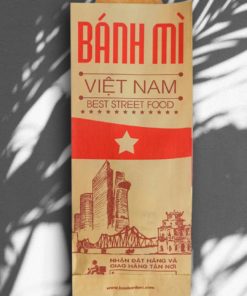 BÁNH MÌ
VIỆT NAM
BEST STREET FOOD
NHẬN ĐẶT HÀNG VÀ
GIAO HÀNG TẬN NƠI